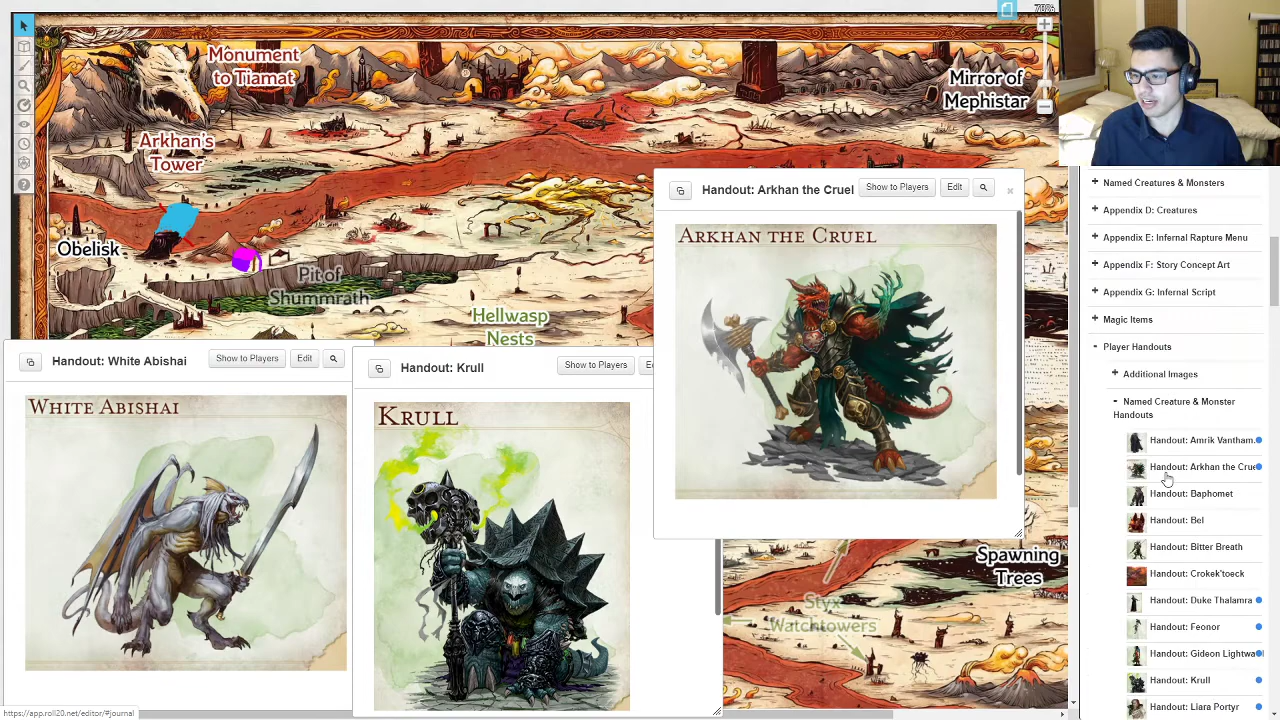 78%
Monument
to Tiamat
Mirror of
Mephistar
Arkhan's
Tower
Obelisk
Pit of
Shummrath
Hellwasp
Nests
Handout: Arkhan the Cruel
Show to Players
Edit
ARKHAN THE CRUEL
Handout: White Abishai
Show to Players
Edit
WHITE ABISHAI
Handout: Krull
Show to Players
KRULL
Spawning
Trees
Styx
Watchtowers
Named Creatures & Monsters
Appendix D: Creatures
Appendix E: Infernal Rapture Menu
Appendix F: Story Concept Art
Appendix G: Infernal Script
Magic Items
Player Handouts
Additional Images
Named Creature & Monster
Handouts
Handout: Amrik Vantham.
Handout: Arkhan the Crue
Handout: Baphomet
Handout: Bel
Handout: Bitter Breath
Handout: Crokek'toeck
Handout: Duke Thalamra
Handout: Feonor
Handout: Gideon Lightwa
Handout: Krull
Handout: Liara Portyr
https://app.roll20.net/editor/#journal